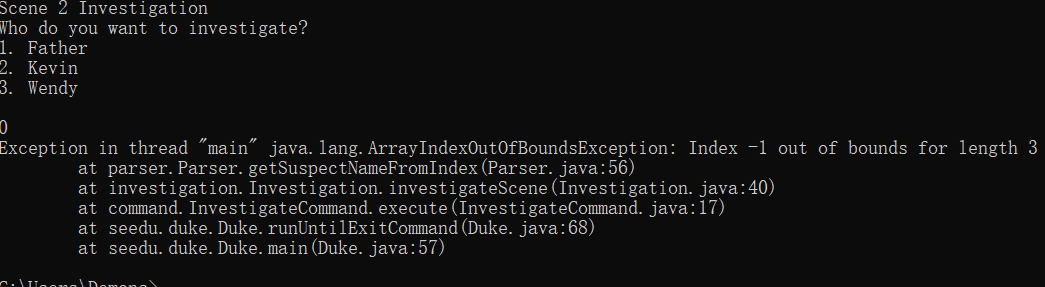 Scene 2 Investigation
Who do you want to investigate?
1. Father
2. Kevin
3. Wendy
0
Exception in thread "main" java.lang.ArrayIndexOutOfBoundsException: Index -1 out of bounds for length 3
at parser.Parser.getSuspectNameFromIndex(Parser.java:56)
at investigation.Investigation.investigateScene(Investigation.java:40)
at command.InvestigateCommand.execute(InvestigateCommand.java:17)
at seedu.duke.Duke.runUntilExitCommand(Duke.java:68)
at seedu.duke.Duke.main(Duke.java:57)